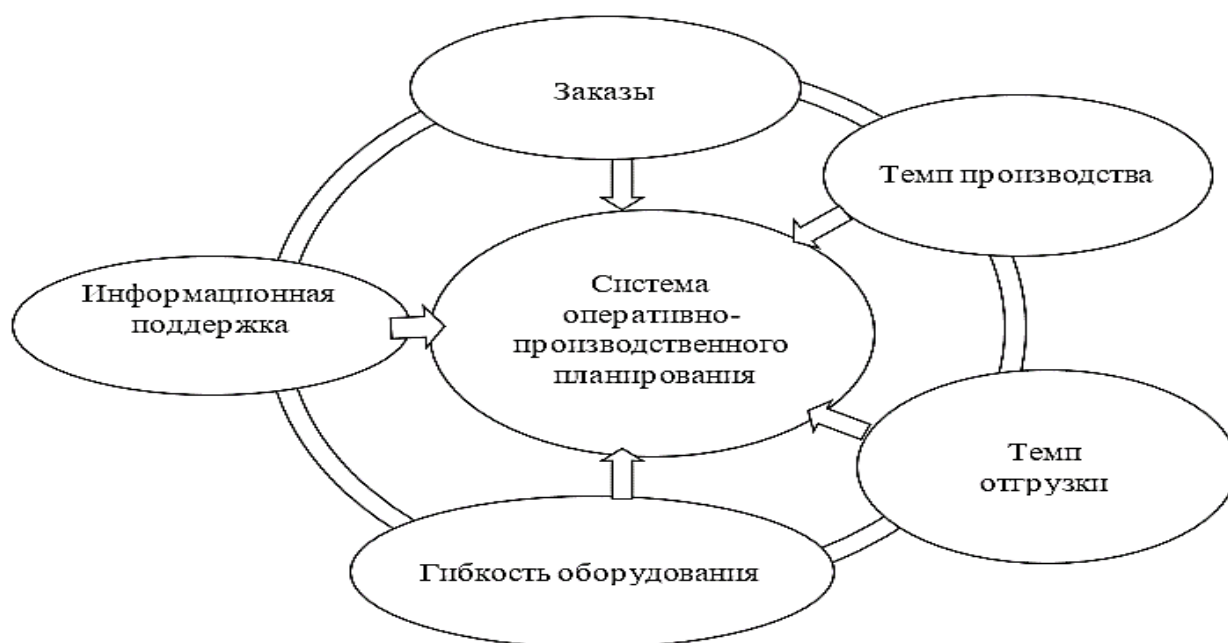 Заказы
Темп производства
Информационная
поддержка
Система
оперативно-
производственного
планирования
Темп
отгрузки
Гибкость оборудования